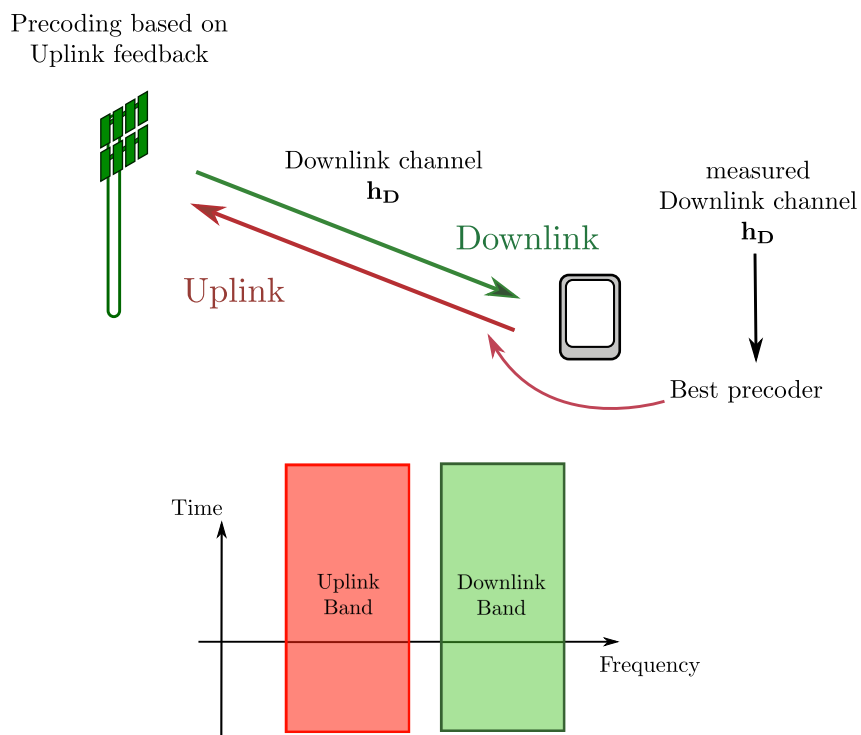 Precoding based on
Uplink feedback
Downlink channel
h_D
measured
Downlink channel
h_D
Downlink
Uplink
Best precoder
Time
Uplink
Band
Downlink
Band
Frequency